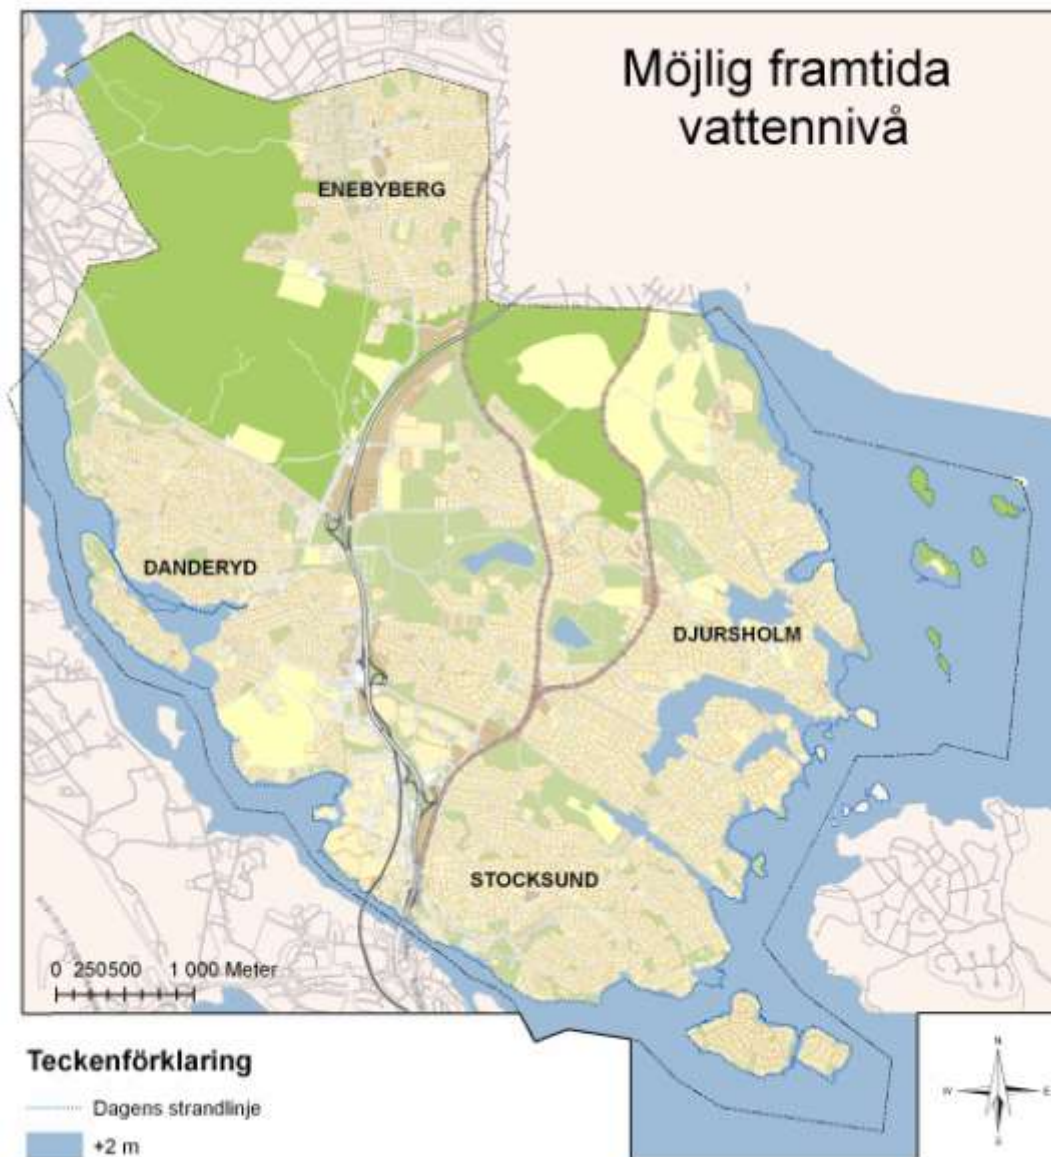 Möjlig framtida
vattennivå
ENEBYBERG
DANDERYD
DJURSHOLM
STOCKSUND
0 250500 1 000 Meter
Teckenförklaring
Dagens strandlinje
+2 m
N
W E
S